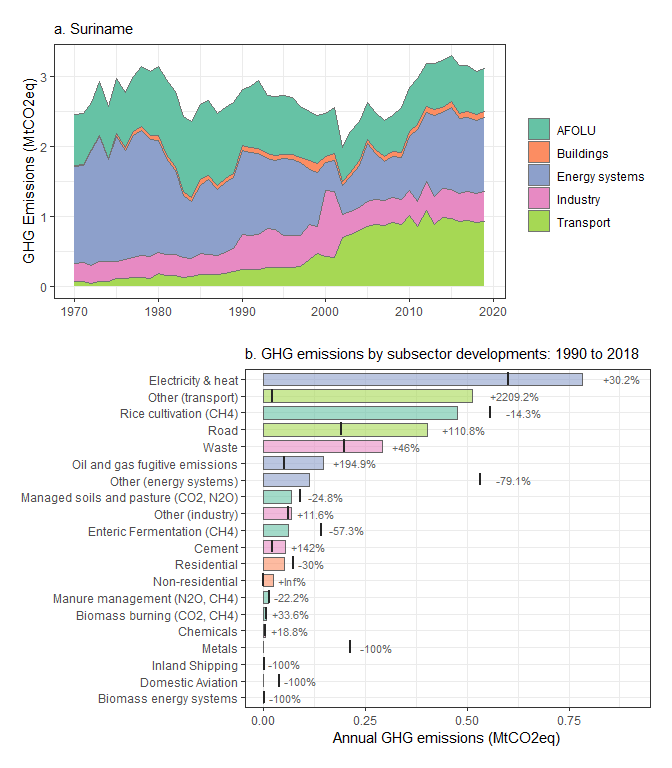 a. Suriname
GHG Emissions (MtCO2eq)
3
2
1
0
1970
1980
1990
2000
2010
2020
AFOLU
Buildings
Energy systems
Industry
Transport
b. GHG emissions by subsector developments: 1990 to 2018
Electricity & heat +30.2%
Other (transport) +2209.2%
Rice cultivation (CH4) -14.3%
Road +110.8%
Waste +46%
Oil and gas fugitive emissions +194.9%
Other (energy systems) -79.1%
Managed soils and pasture (CO2, N2O) -24.8%
Other (industry) +11.6%
Enteric Fermentation (CH4) -57.3%
Cement +142%
Residential -30%
Non-residential +Inf%
Manure management (N2O, CH4) -22.2%
Biomass burning (CO2, CH4) +33.6%
Chemicals +18.8%
Metals -100%
Inland Shipping -100%
Domestic Aviation -100%
Biomass energy systems -100%
0.00
0.25
0.50
0.75
Annual GHG emissions (MtCO2eq)